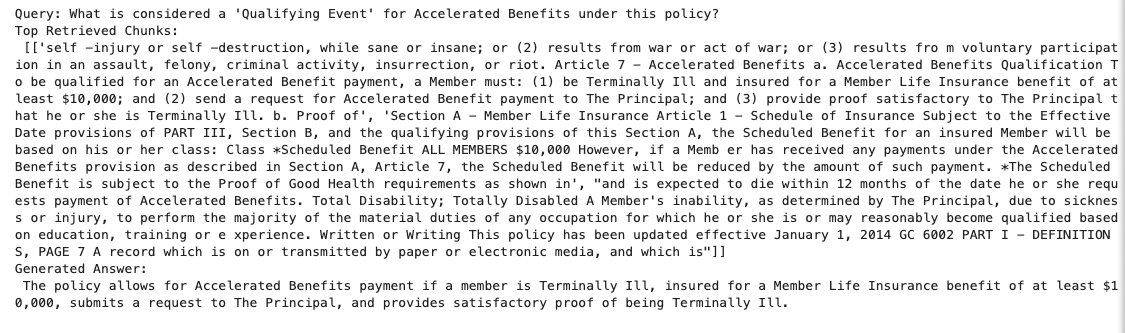 Query: What is considered a 'Qualifying Event' for Accelerated Benefits under this policy?
Top Retrieved Chunks:
[['self -injury or self -destruction, while sane or insane; or (2) results from war or act of war; or (3) results fro m voluntary participat
ion in an assault, felony, criminal activity, insurrection, or riot. Article 7 - Accelerated Benefits a. Accelerated Benefits Qualification T
o be qualified for an Accelerated Benefit payment, a Member must: (1) be Terminally Ill and insured for a Member Life Insurance benefit of at
least $10,000; and (2) send a request for Accelerated Benefit payment to The Principal; and (3) provide proof satisfactory to The Principal t
hat he or she is Terminally Ill. b. Proof of', 'Section A - Member Life Insurance Article 1 - Schedule of Insurance Subject to the Effective
Date provisions of PART III, Section B, and the qualifying provisions of this Section A, the Scheduled Benefit for an insured Member will be
based on his or her class: Class *Scheduled Benefit ALL MEMBERS $10,000 However, if a Memb er has received any payments under the Accelerated
Benefits provision as described in Section A, Article 7, the Scheduled Benefit will be reduced by the amount of such payment. *The Scheduled
Benefit is subject to the Proof of Good Health requirements as shown in', "and is expected to die within 12 months of the date he or she requ
ests payment of Accelerated Benefits. Total Disability; Totally Disabled A Member's inability, as determined by The Principal, due to sicknes
s or injury, to perform the majority of the material duties of any occupation for which he or she is or may reasonably become qualified based
on education, training or e xperience. Written or Writing This policy has been updated effective January 1, 2014 GC 6002 PART I - DEFINITION
S, PAGE 7 A record which is on or transmitted by paper or electronic media, and which is"]]
Generated Answer:
The policy allows for Accelerated Benefits payment if a member is Terminally Ill, insured for a Member Life Insurance benefit of at least $1
0,000, submits a request to The Principal, and provides satisfactory proof of being Terminally Ill.